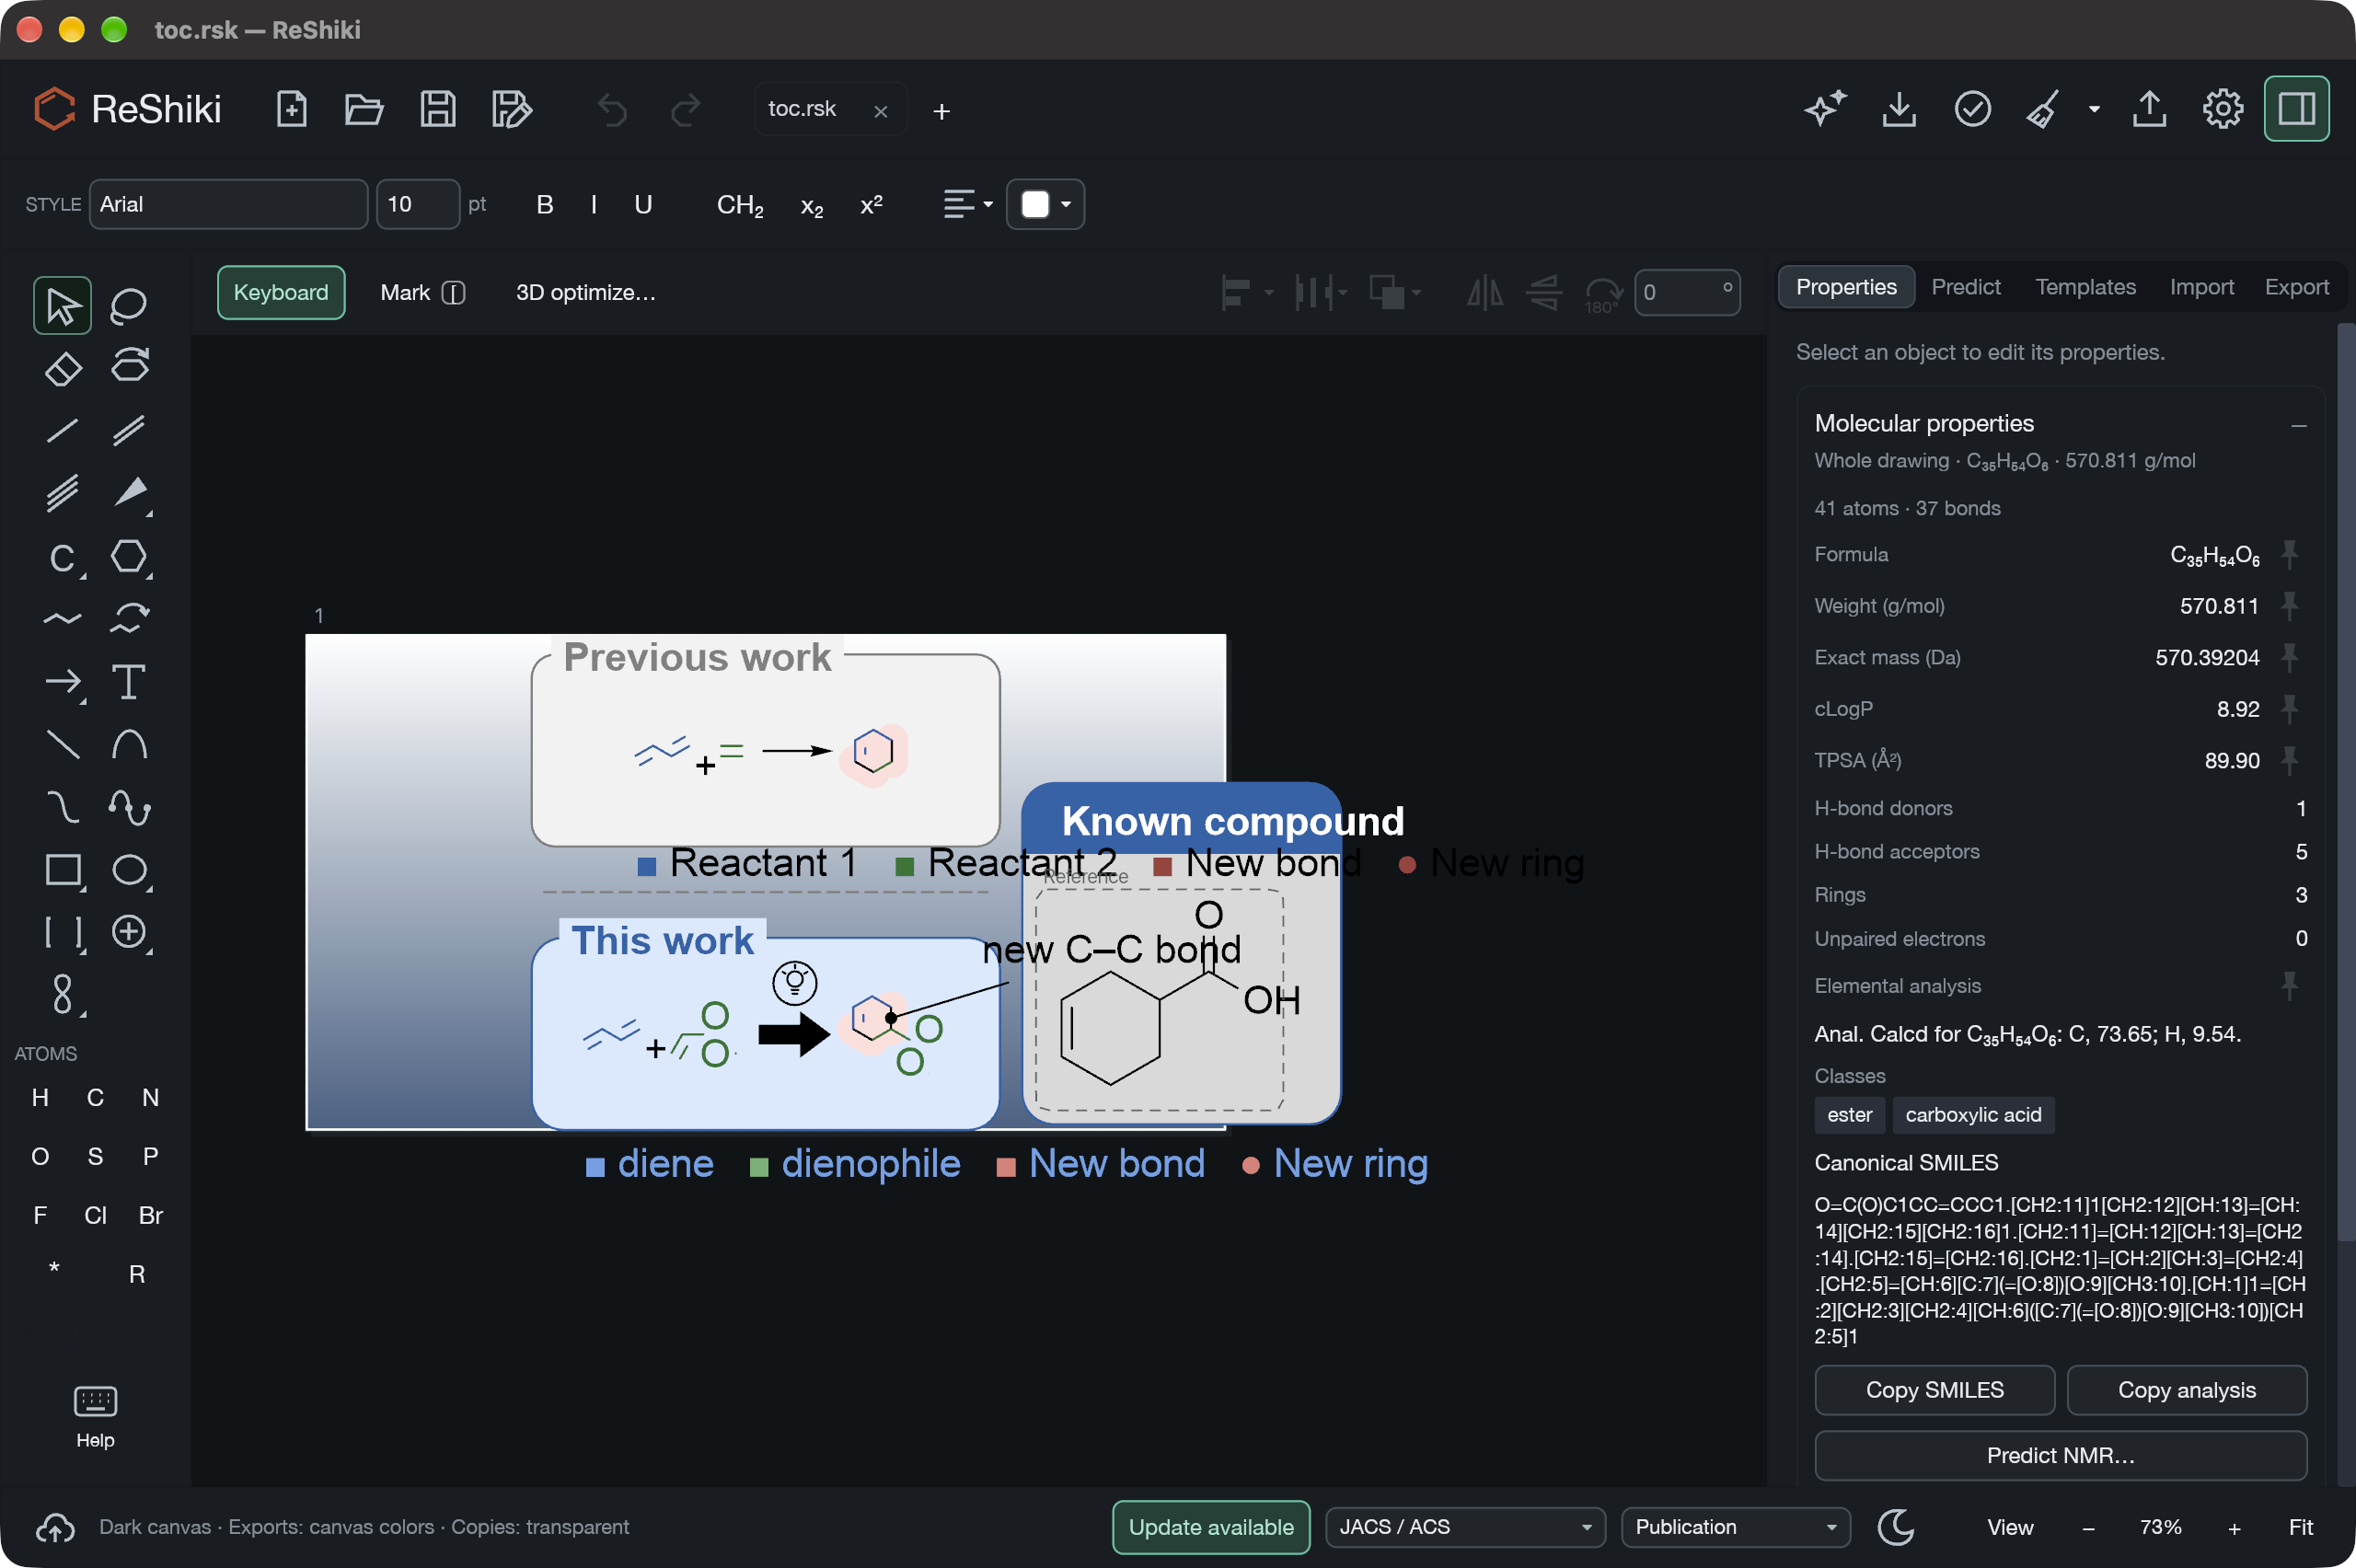 toc.rsk — ReShiki
ReShiki
toc.rsk × +
STYLE Arial 10 pt B I U CH₂ x₂ x²
Keyboard Mark 3D optimize… 180° 0 °
Properties Predict Templates Import Export
Select an object to edit its properties.
Molecular properties –
Whole drawing · C₃₅H₅₄O₆ · 570.811 g/mol
41 atoms · 37 bonds
Formula C₃₅H₅₄O₆
Weight (g/mol) 570.811
Exact mass (Da) 570.39204
cLogP 8.92
TPSA (Å²) 89.90
H-bond donors 1
H-bond acceptors 5
Rings 3
Unpaired electrons 0
Elemental analysis
Anal. Calcd for C₃₅H₅₄O₆: C, 73.65; H, 9.54.
Classes
ester carboxylic acid
Canonical SMILES
O=C(O)C1CC=CCC1.[CH2:11]1[CH2:12][CH:13]=[CH:
14][CH2:15][CH2:16]1.[CH2:11]=[CH:12][CH:13]=[CH2
:14].[CH2:15]=[CH2:16].[CH2:1]=[CH:2][CH:3]=[CH2:4]
.[CH2:5]=[CH:6][C:7](=[O:8])[O:9][CH3:10].[CH:1]1=[CH
:2][CH2:3][CH2:4][CH:6]([C:7](=[O:8])[O:9][CH3:10])[CH
2:5]1
Copy SMILES Copy analysis
Predict NMR…
C
T
[ ]
ATOMS
H C N
O S P
F Cl Br
* R
Help
1
Previous work
+
Known compound
Reactant 1 Reactant 2 New bond New ring
Reference
This work
new C–C bond
O
OH
+
O
O
O
O
diene dienophile New bond New ring
Dark canvas · Exports: canvas colors · Copies: transparent
Update available JACS / ACS Publication View – 73% + Fit